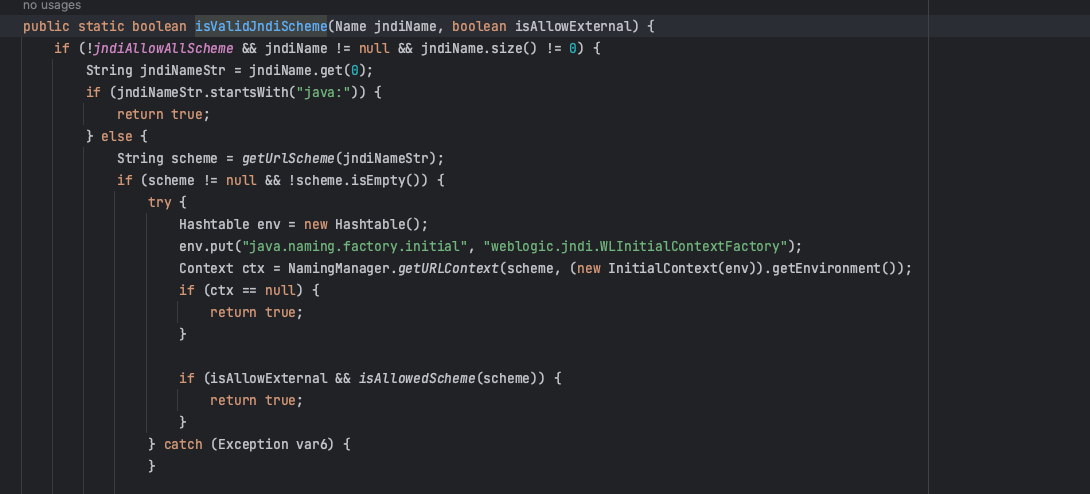 no usages
public static boolean isValidJndiScheme(Name jndiName, boolean isAllowExternal) {
if (!jndiAllowAllScheme && jndiName != null && jndiName.size() != 0) {
String jndiNameStr = jndiName.get(0);
if (jndiNameStr.startsWith("java:")) {
return true;
} else {
String scheme = getUrlScheme(jndiNameStr);
if (scheme != null && !scheme.isEmpty()) {
try {
Hashtable env = new Hashtable();
env.put("java.naming.factory.initial", "weblogic.jndi.WLInitialContextFactory");
Context ctx = NamingManager.getURLContext(scheme, (new InitialContext(env)).getEnvironment());
if (ctx == null) {
return true;
}
if (isAllowExternal && isAllowedScheme(scheme)) {
return true;
}
} catch (Exception var6) {
}